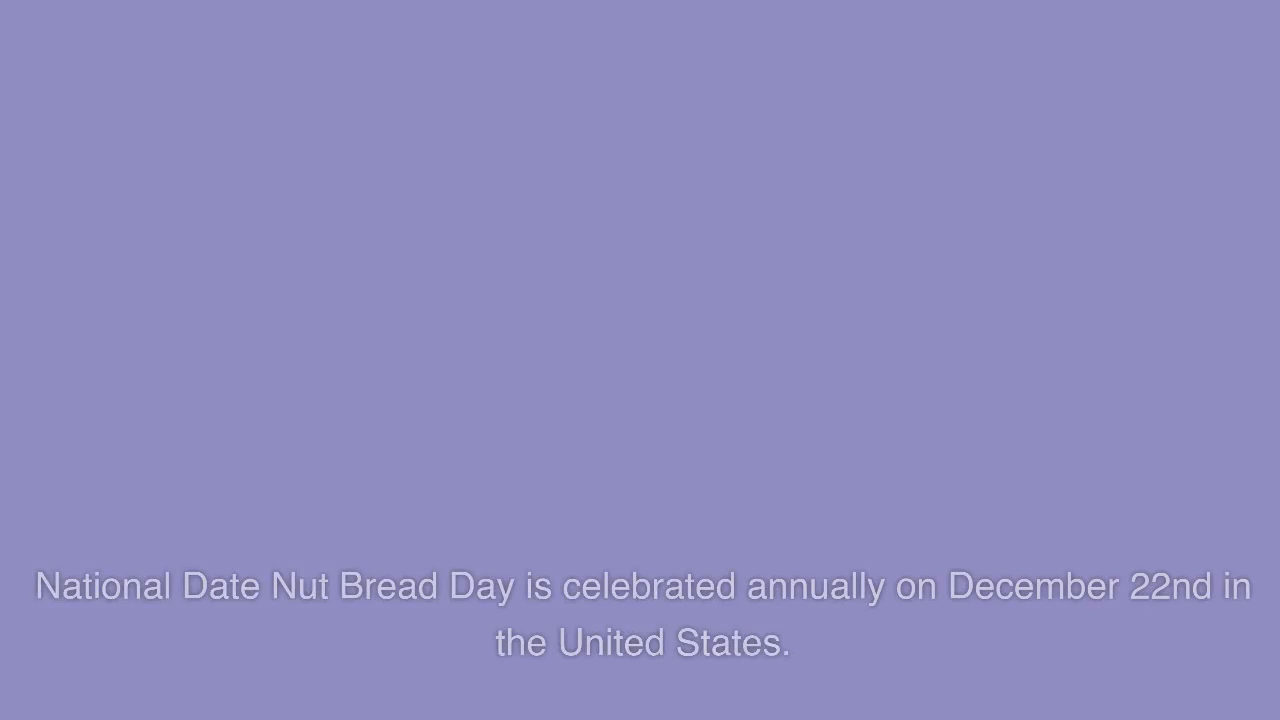 National Date Nut Bread Day is celebrated annually on December 22nd in
the United States.